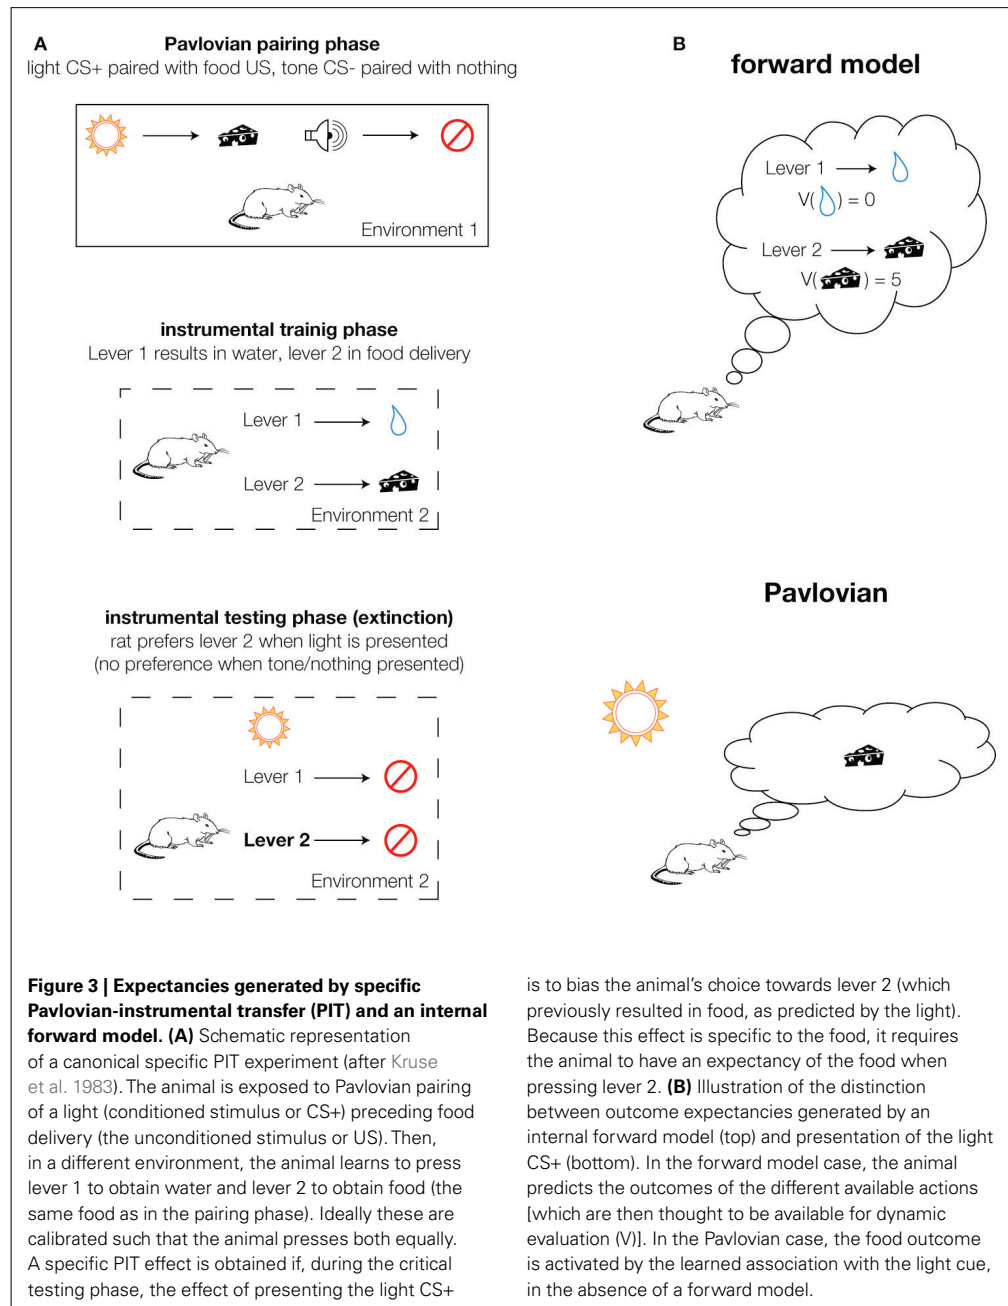 A
Pavlovian pairing phase
light CS+ paired with food US, tone CS- paired with nothing
Environment 1
instrumental trainig phase
Lever 1 results in water, lever 2 in food delivery
Lever 1
Lever 2
Environment 2
instrumental testing phase (extinction)
rat prefers lever 2 when light is presented
(no preference when tone/nothing presented)
Lever 1
Lever 2
Environment 2
B
forward model
Lever 1
V( ) = 0
Lever 2
V( ) = 5
Pavlovian
Figure 3 | Expectancies generated by specific
Pavlovian-instrumental transfer (PIT) and an internal
forward model. (A) Schematic representation
of a canonical specific PIT experiment (after Kruse
et al. 1983). The animal is exposed to Pavlovian pairing
of a light (conditioned stimulus or CS+) preceding food
delivery (the unconditioned stimulus or US). Then,
in a different environment, the animal learns to press
lever 1 to obtain water and lever 2 to obtain food (the
same food as in the pairing phase). Ideally these are
calibrated such that the animal presses both equally.
A specific PIT effect is obtained if, during the critical
testing phase, the effect of presenting the light CS+
is to bias the animal's choice towards lever 2 (which
previously resulted in food, as predicted by the light).
Because this effect is specific to the food, it requires
the animal to have an expectancy of the food when
pressing lever 2. (B) Illustration of the distinction
between outcome expectancies generated by an
internal forward model (top) and presentation of the light
CS+ (bottom). In the forward model case, the animal
predicts the outcomes of the different available actions
[which are then thought to be available for dynamic
evaluation (V)]. In the Pavlovian case, the food outcome
is activated by the learned association with the light cue,
in the absence of a forward model.